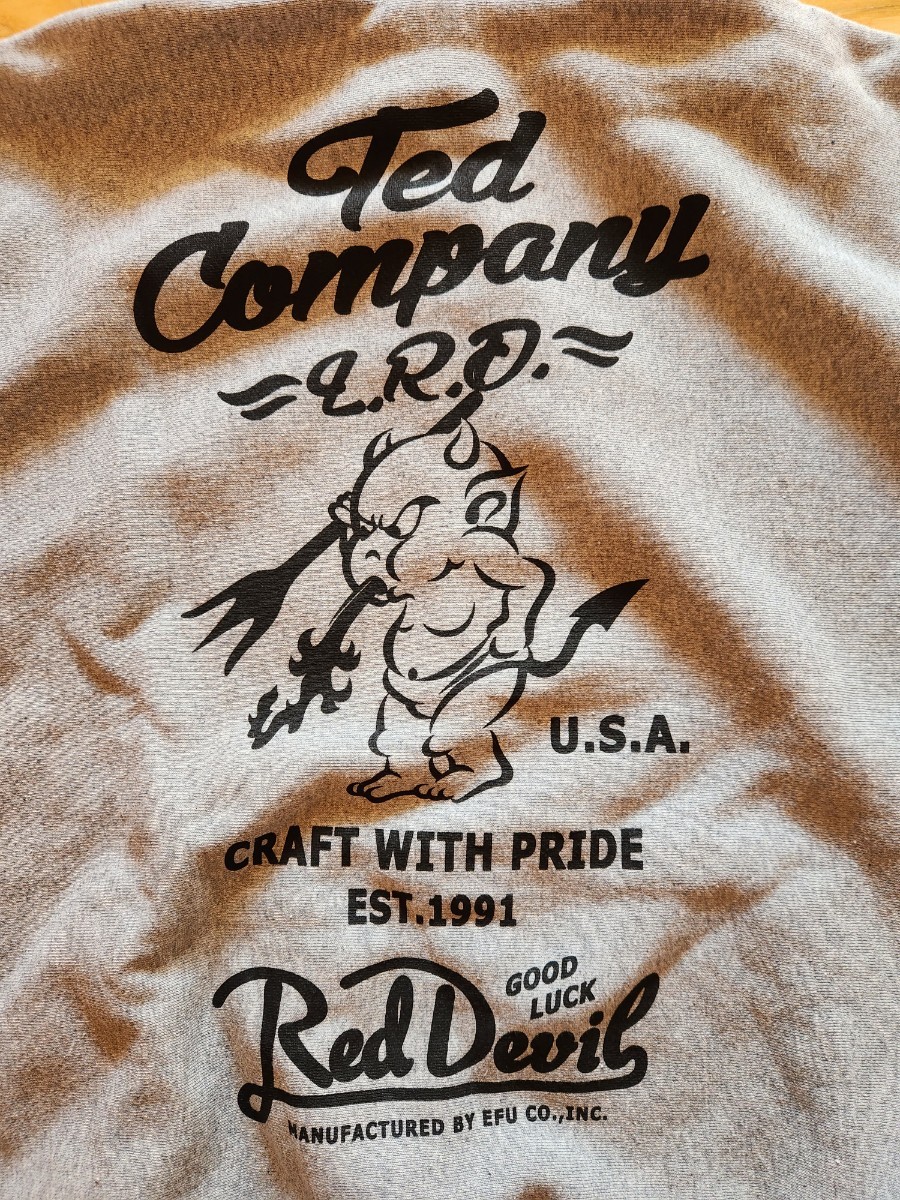 Ted
Company
L.R.D.
U.S.A.
CRAFT WITH PRIDE
EST.1991
GOOD
LUCK
Red Devil
MANUFACTURED BY EFU CO.,INC.